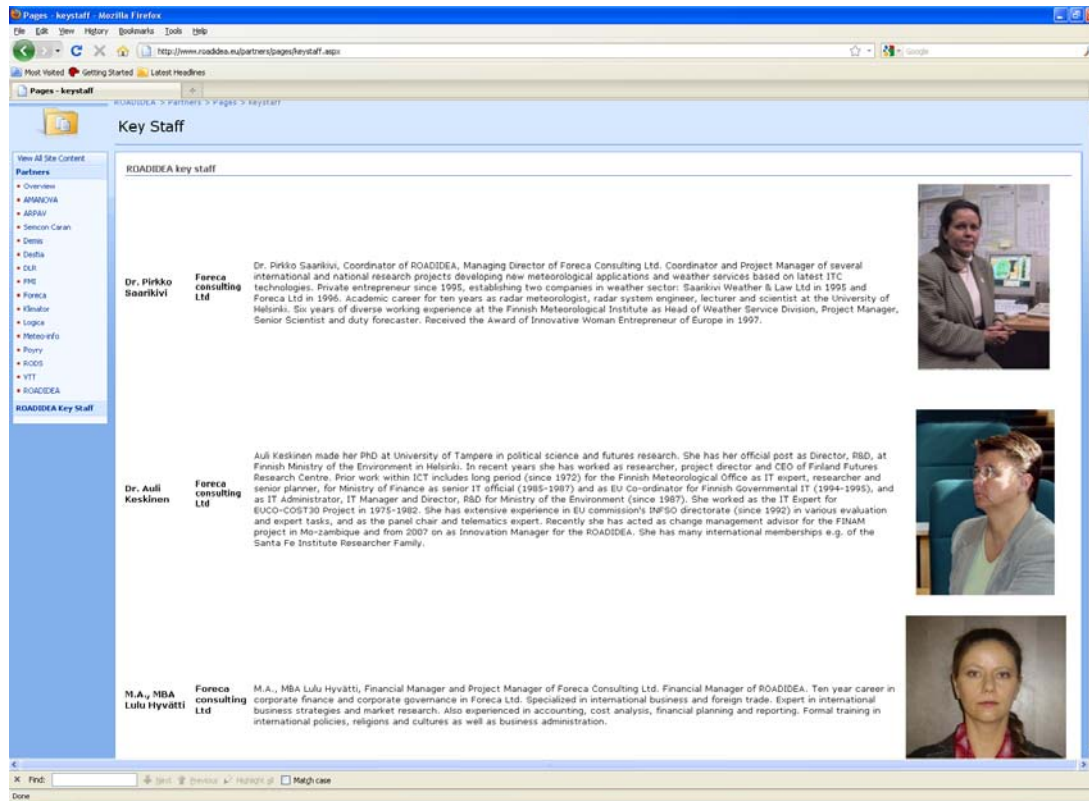 Pages - keystaff - Mozilla Firefox
File Edit View History Bookmarks Tools Help
http://www.roadidea.eu/partners/pages/keystaff.aspx
Google
Most Visited Getting Started Latest Headlines
Pages - keystaff
ROADIDEA > Partners > Pages > keystaff
Key Staff
View All Site Content
Partners
Overview
AMANOVA
ARPAV
Semcon Caran
Demis
Destia
DLR
FMI
Foreca
Klimator
Logica
Meteo-info
Poyry
RODS
VTT
ROADIDEA
ROADIDEA Key Staff
ROADIDEA key staff
Dr. Pirkko
Saarikivi
Foreca
consulting
Ltd
Dr. Pirkko Saarikivi, Coordinator of ROADIDEA, Managing Director of Foreca Consulting Ltd. Coordinator and Project Manager of several
international and national research projects developing new meteorological applications and weather services based on latest ITC
technologies. Private entrepreneur since 1995, establishing two companies in weather sector: Saarikivi Weather & Law Ltd in 1995 and
Foreca Ltd in 1996. Academic career for ten years as radar meteorologist, radar system engineer, lecturer and scientist at the University of
Helsinki. Six years of diverse working experience at the Finnish Meteorological Institute as Head of Weather Service Division, Project Manager,
Senior Scientist and duty forecaster. Received the Award of Innovative Woman Entrepreneur of Europe in 1997.
Dr. Auli
Keskinen
Foreca
consulting
Ltd
Auli Keskinen made her PhD at University of Tampere in political science and futures research. She has her official post as Director, R&D, at
Finnish Ministry of the Environment in Helsinki. In recent years she has worked as researcher, project director and CEO of Finland Futures
Research Centre. Prior work within ICT includes long period (since 1972) for the Finnish Meteorological Office as IT expert, researcher and
senior planner, for Ministry of Finance as senior IT official (1985-1987) and as EU Co-ordinator for Finnish Governmental IT (1994-1995), and
as IT Administrator, IT Manager and Director, R&D for Ministry of the Environment (since 1987). She worked as the IT Expert for
EUCO-COST30 Project in 1975-1982. She has extensive experience in EU commission's INFSO directorate (since 1992) in various evaluation
and expert tasks, and as the panel chair and telematics expert. Recently she has acted as change management advisor for the FINAM
project in Mo-zambique and from 2007 on as Innovation Manager for the ROADIDEA. She has many international memberships e.g. of the
Santa Fe Institute Researcher Family.
M.A., MBA
Lulu Hyvätti
Foreca
consulting
Ltd
M.A., MBA Lulu Hyvätti, Financial Manager and Project Manager of Foreca Consulting Ltd. Financial Manager of ROADIDEA. Ten year career in
corporate finance and corporate governance in Foreca Ltd. Specialized in international business and foreign trade. Expert in international
business strategies and market research. Also experienced in accounting, cost analysis, financial planning and reporting. Formal training in
international policies, religions and cultures as well as business administration.
Find: Next Previous Highlight all Match case
Done